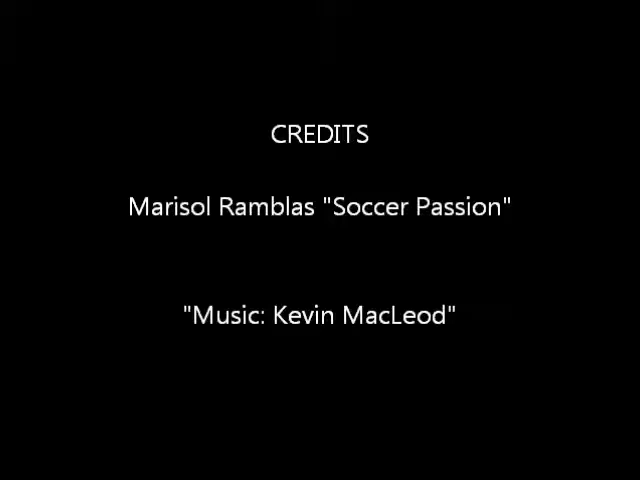 CREDITS
Marisol Ramblas "Soccer Passion"
"Music: Kevin MacLeod"